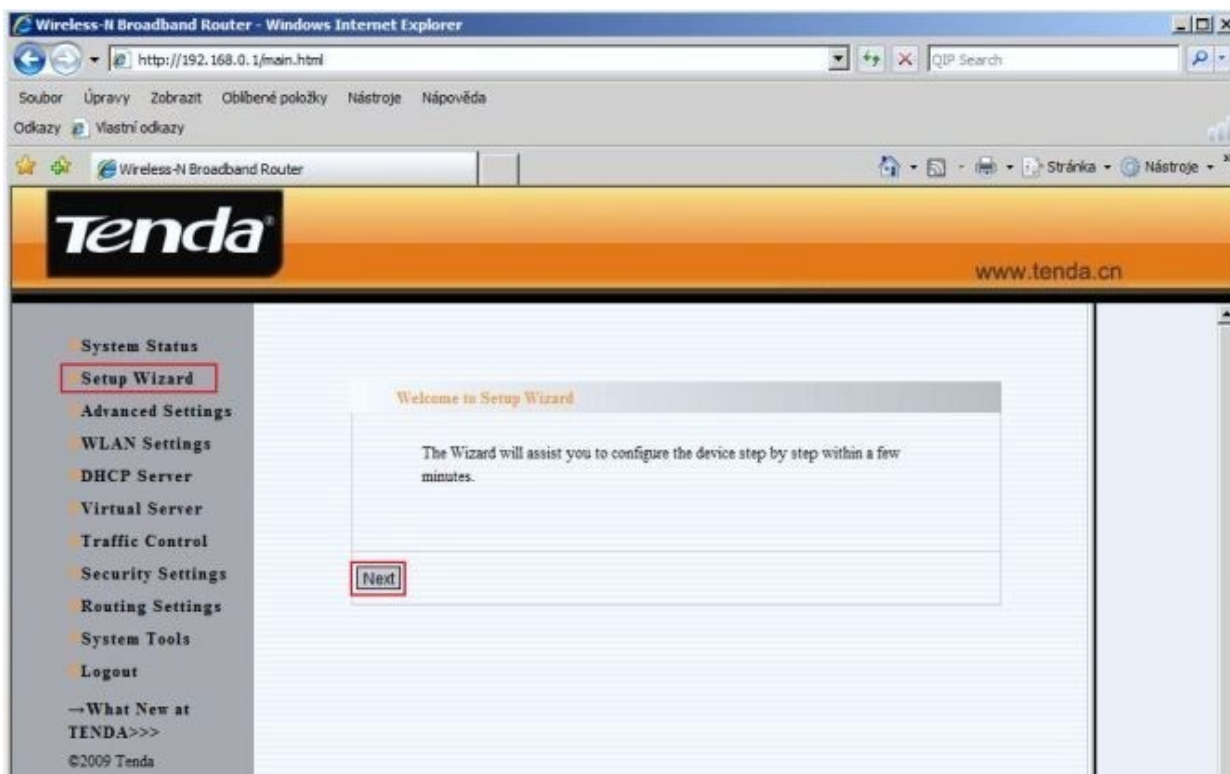 Wireless-N Broadband Router - Windows Internet Explorer
http://192.168.0.1/main.html
QIP Search
Soubor Úpravy Zobrazit Oblíbené položky Nástroje Nápověda
Odkazy Vlastní odkazy
Wireless-N Broadband Router
Stránka
Nástroje
Tenda®
www.tenda.cn
System Status
Setup Wizard
Advanced Settings
WLAN Settings
DHCP Server
Virtual Server
Traffic Control
Security Settings
Routing Settings
System Tools
Logout
→What New at
TENDA>>>
©2009 Tenda
Welcome to Setup Wizard
The Wizard will assist you to configure the device step by step within a few
minutes.
Next